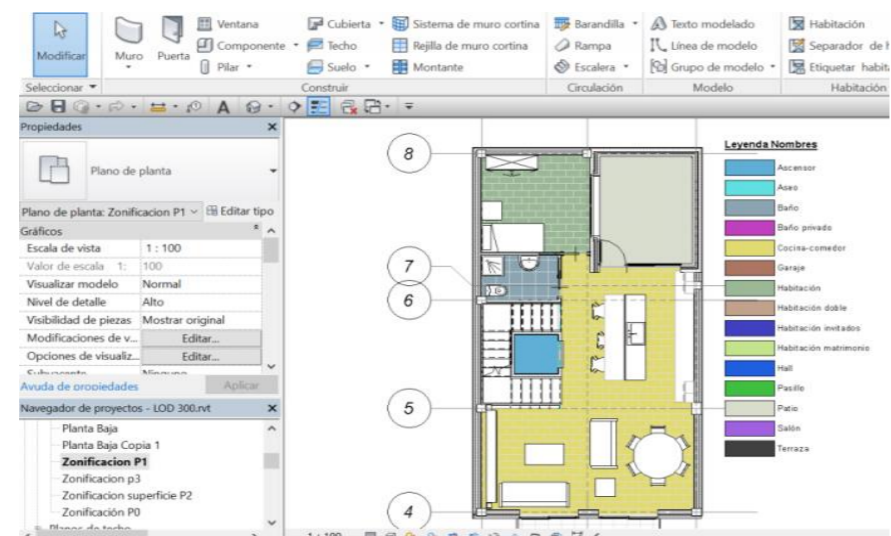 Modificar
Muro
Puerta
Ventana
Componente
Pilar
Cubierta
Techo
Suelo
Sistema de muro cortina
Rejilla de muro cortina
Montante
Barandilla
Rampa
Escalera
Texto modelado
Línea de modelo
Grupo de modelo
Habitación
Separador de h
Etiquetar habit
Seleccionar
Construir
Circulación
Modelo
Habitación
Propiedades
Plano de planta
Plano de planta: Zonificacion P1
Editar tipo
Gráficos
Escala de vista 1 : 100
Valor de escala 1: 100
Visualizar modelo Normal
Nivel de detalle Alto
Visibilidad de piezas Mostrar original
Modificaciones de v... Editar...
Opciones de visualiz... Editar...
Ayuda de propiedades
Aplicar
Navegador de proyectos - LOD 300.rvt
Planta Baja
Planta Baja Copia 1
Zonificacion P1
Zonificacion p3
Zonificacion superficie P2
Zonificación P0
Planos de techo
8
7
6
5
4
Leyenda Nombres
Ascensor
Aseo
Baño
Baño privado
Cocina-comedor
Garaje
Habitación
Habitación doble
Habitación invitados
Habitación matrimonio
Hall
Pasillo
Patio
Salón
Terraza
1 : 100